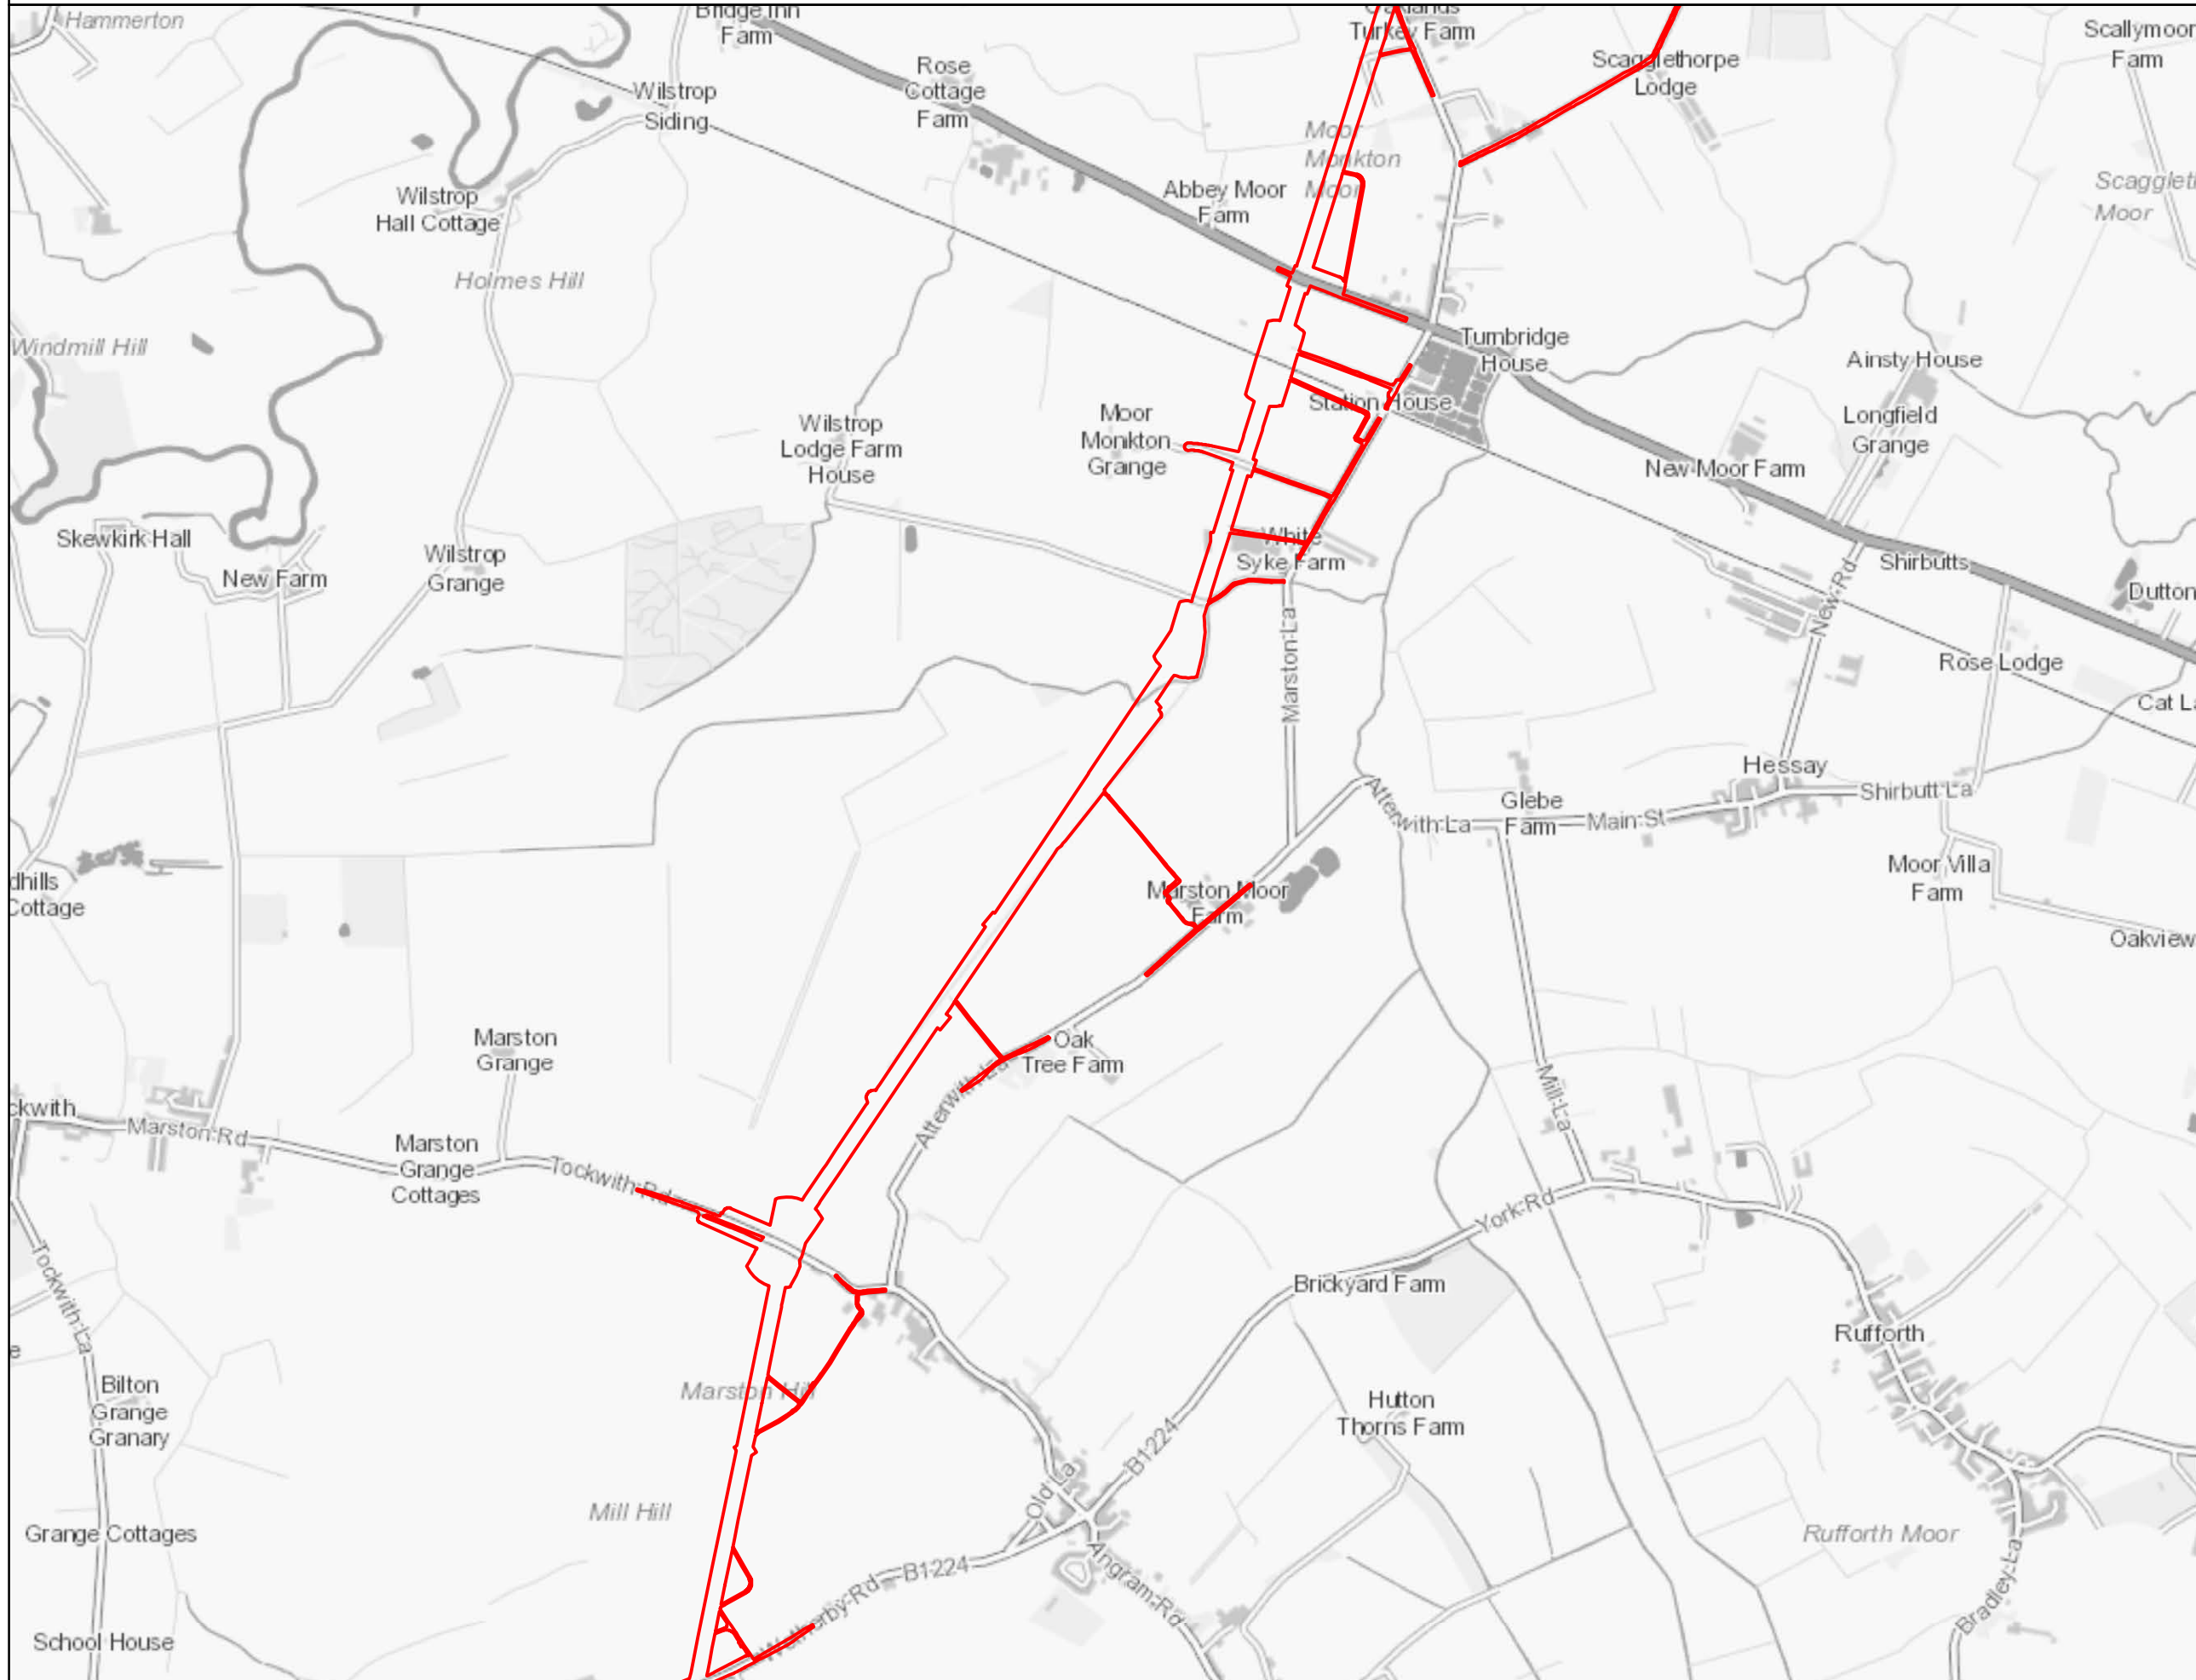 Hammerton
Bridge Inn
Farm
Turkey Farm
Scallymoor
Farm
Rose
Cottage
Farm
Scagglethorpe
Lodge
Wilstrop
Siding
Moor
Monkton
Moor
Abbey Moor
Farm
Wilstrop
Hall Cottage
Moor
Holmes Hill
Windmill Hill
Turnbridge
House
Ainsty House
Station House
Moor
Monkton
Grange
Wilstrop
Lodge Farm
House
Longfield
Grange
New Moor Farm
Skewkirk Hall
New Farm
Wilstrop
Grange
White
Syke Farm
Shirbutts
Dutton
New Rd
Marston La
Rose Lodge
Cat L
Hessay
Shirbutt La
Glebe
Farm
Main St
Atterwith La
Moor Villa
Farm
dhills
Cottage
Marston Moor
Farm
Oakview
Marston
Grange
Oak
Tree Farm
Atterwith La
Mill La
ckwith
Marston Rd
Marston
Grange
Cottages
Tockwith Rd
York Rd
Tockwith La
Brickyard Farm
Rufforth
e
Bilton
Grange
Granary
Marston Hill
Hutton
Thorns Farm
B1224
Old La
Mill Hill
Grange Cottages
Rufforth Moor
B1224
Angram Rd
Wetherby Rd
Bradley La
School House